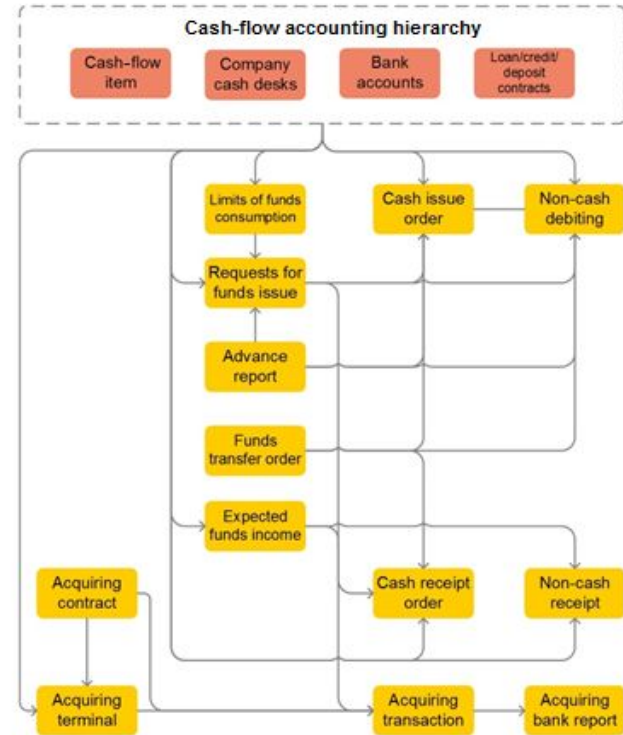 Cash-flow accounting hierarchy
Cash-flow
item
Company
cash desks
Bank
accounts
Loan/credit/
deposit
contracts
Limits of funds
consumption
Cash issue
order
Non-cash
debiting
Requests for
funds issue
Advance
report
Funds
transfer order
Expected
funds income
Acquiring
contract
Cash receipt
order
Non-cash
receipt
Acquiring
terminal
Acquiring
transaction
Acquiring
bank report